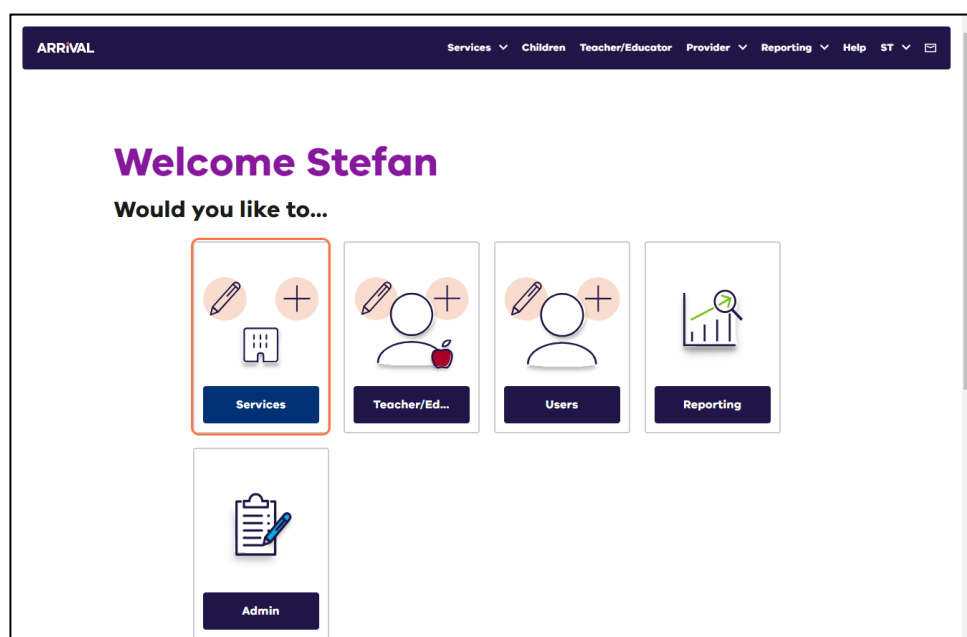 ARRIVAL Services Children Teacher/Educator Provider Reporting Help ST
Welcome Stefan
Would you like to...
Services Teacher/Ed... Users Reporting
Admin